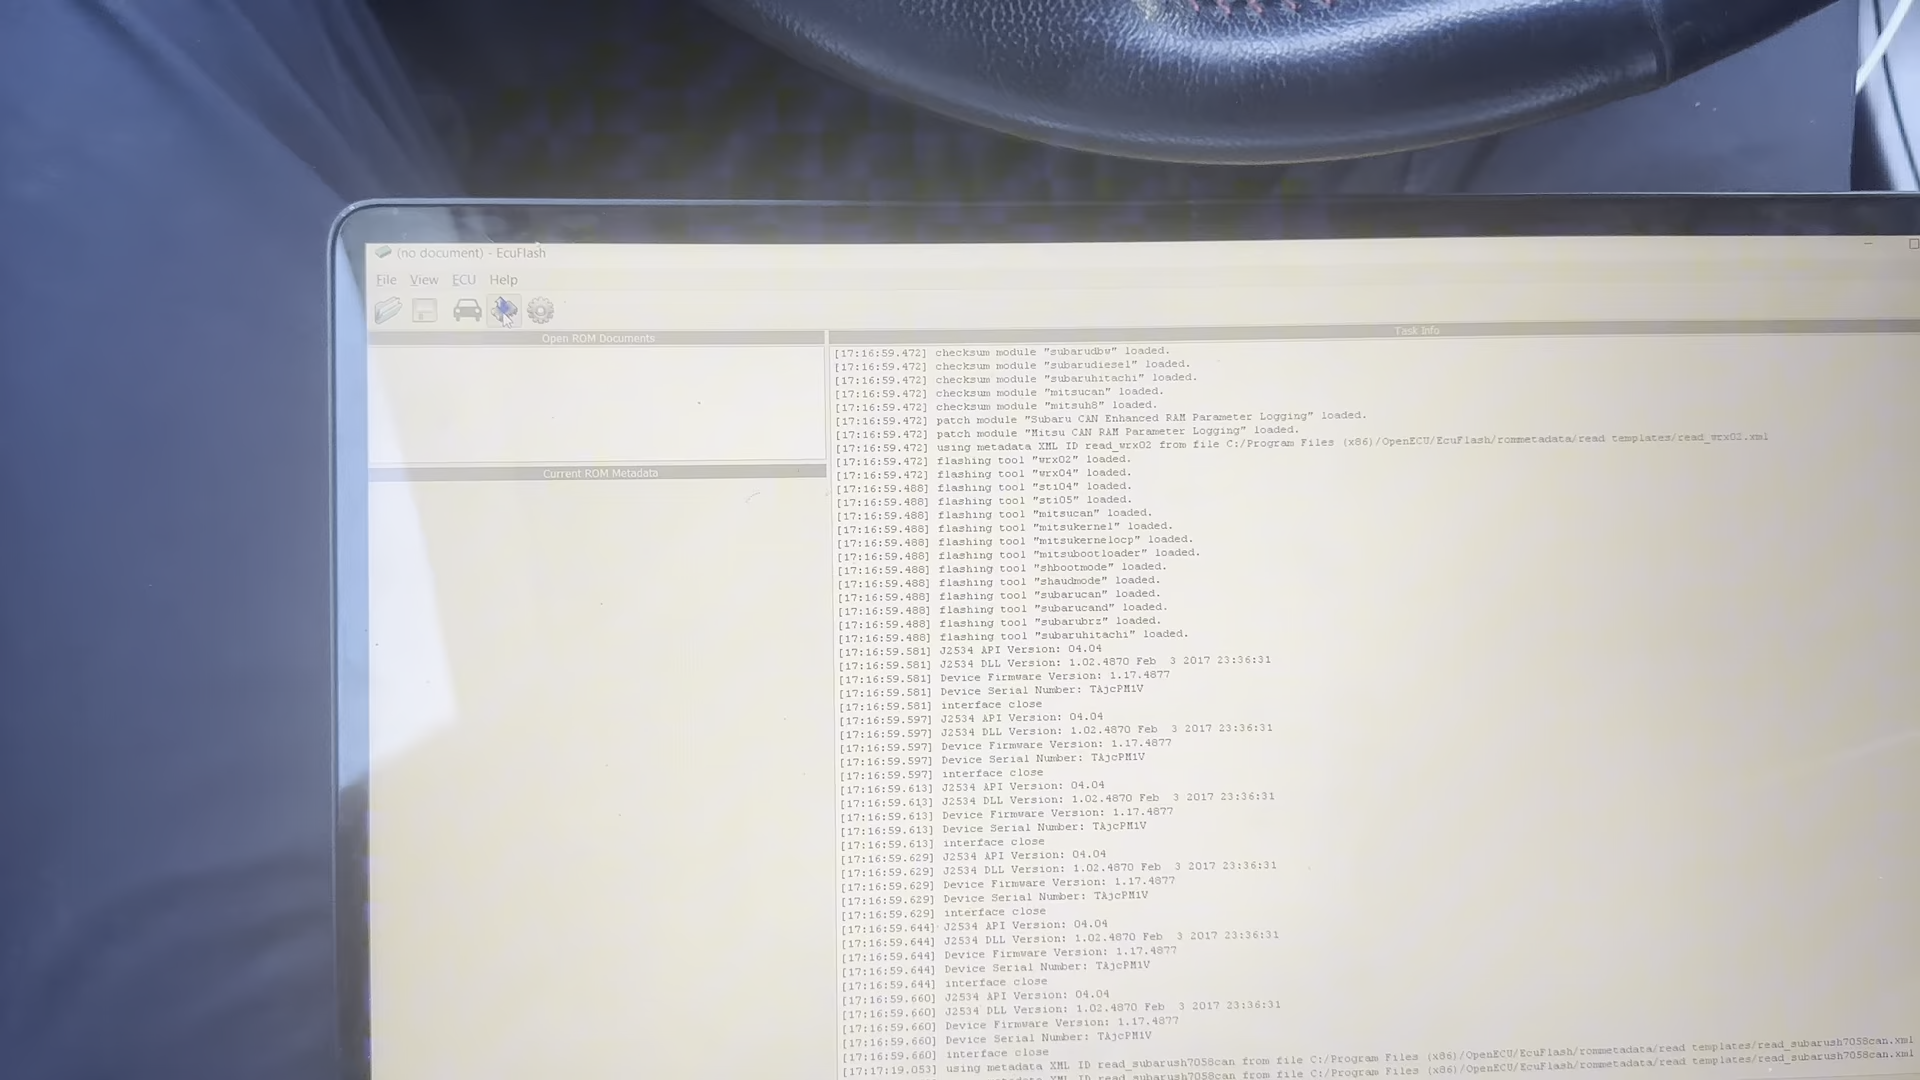 (no document) - EcuFlash
File View ECU Help
Open ROM Documents
Current ROM Metadata
Task Info
[17:16:59.472] checksum module "subarudbw" loaded.
[17:16:59.472] checksum module "subarudiesel" loaded.
[17:16:59.472] checksum module "subaruhitachi" loaded.
[17:16:59.472] checksum module "mitsucan" loaded.
[17:16:59.472] checksum module "mitsuh8" loaded.
[17:16:59.472] patch module "Subaru CAN Enhanced RAM Parameter Logging" loaded.
[17:16:59.472] patch module "Mitsu CAN RAM Parameter Logging" loaded.
[17:16:59.472] using metadata XML ID read_wrx02 from file C:/Program Files (x86)/OpenECU/EcuFlash/rommetadata/read templates/read_wrx02.xml
[17:16:59.472] flashing tool "wrx02" loaded.
[17:16:59.472] flashing tool "wrx04" loaded.
[17:16:59.488] flashing tool "sti04" loaded.
[17:16:59.488] flashing tool "sti05" loaded.
[17:16:59.488] flashing tool "mitsucan" loaded.
[17:16:59.488] flashing tool "mitsukernel" loaded.
[17:16:59.488] flashing tool "mitsukernelocp" loaded.
[17:16:59.488] flashing tool "mitsubootloader" loaded.
[17:16:59.488] flashing tool "shbootmode" loaded.
[17:16:59.488] flashing tool "shaudmode" loaded.
[17:16:59.488] flashing tool "subarucan" loaded.
[17:16:59.488] flashing tool "subarucand" loaded.
[17:16:59.488] flashing tool "subarubrz" loaded.
[17:16:59.488] flashing tool "subaruhitachi" loaded.
[17:16:59.581] J2534 API Version: 04.04
[17:16:59.581] J2534 DLL Version: 1.02.4870 Feb 3 2017 23:36:31
[17:16:59.581] Device Firmware Version: 1.17.4877
[17:16:59.581] Device Serial Number: TAjcPM1V
[17:16:59.581] interface close
[17:16:59.597] J2534 API Version: 04.04
[17:16:59.597] J2534 DLL Version: 1.02.4870 Feb 3 2017 23:36:31
[17:16:59.597] Device Firmware Version: 1.17.4877
[17:16:59.597] Device Serial Number: TAjcPM1V
[17:16:59.597] interface close
[17:16:59.613] J2534 API Version: 04.04
[17:16:59.613] J2534 DLL Version: 1.02.4870 Feb 3 2017 23:36:31
[17:16:59.613] Device Firmware Version: 1.17.4877
[17:16:59.613] Device Serial Number: TAjcPM1V
[17:16:59.613] interface close
[17:16:59.629] J2534 API Version: 04.04
[17:16:59.629] J2534 DLL Version: 1.02.4870 Feb 3 2017 23:36:31
[17:16:59.629] Device Firmware Version: 1.17.4877
[17:16:59.629] Device Serial Number: TAjcPM1V
[17:16:59.629] interface close
[17:16:59.644] J2534 API Version: 04.04
[17:16:59.644] J2534 DLL Version: 1.02.4870 Feb 3 2017 23:36:31
[17:16:59.644] Device Firmware Version: 1.17.4877
[17:16:59.644] Device Serial Number: TAjcPM1V
[17:16:59.644] interface close
[17:16:59.660] J2534 API Version: 04.04
[17:16:59.660] J2534 DLL Version: 1.02.4870 Feb 3 2017 23:36:31
[17:16:59.660] Device Firmware Version: 1.17.4877
[17:16:59.660] Device Serial Number: TAjcPM1V
[17:16:59.660] interface close
[17:17:19.053] using metadata XML ID read_subarush7058can from file C:/Program Files (x86)/OpenECU/EcuFlash/rommetadata/read templates/read_subarush7058can.xml
XML ID read_subarush7058can from file C:/Program Files (x86)/OpenECU/EcuFlash/rommetadata/read templates/read_subarush7058can.xml